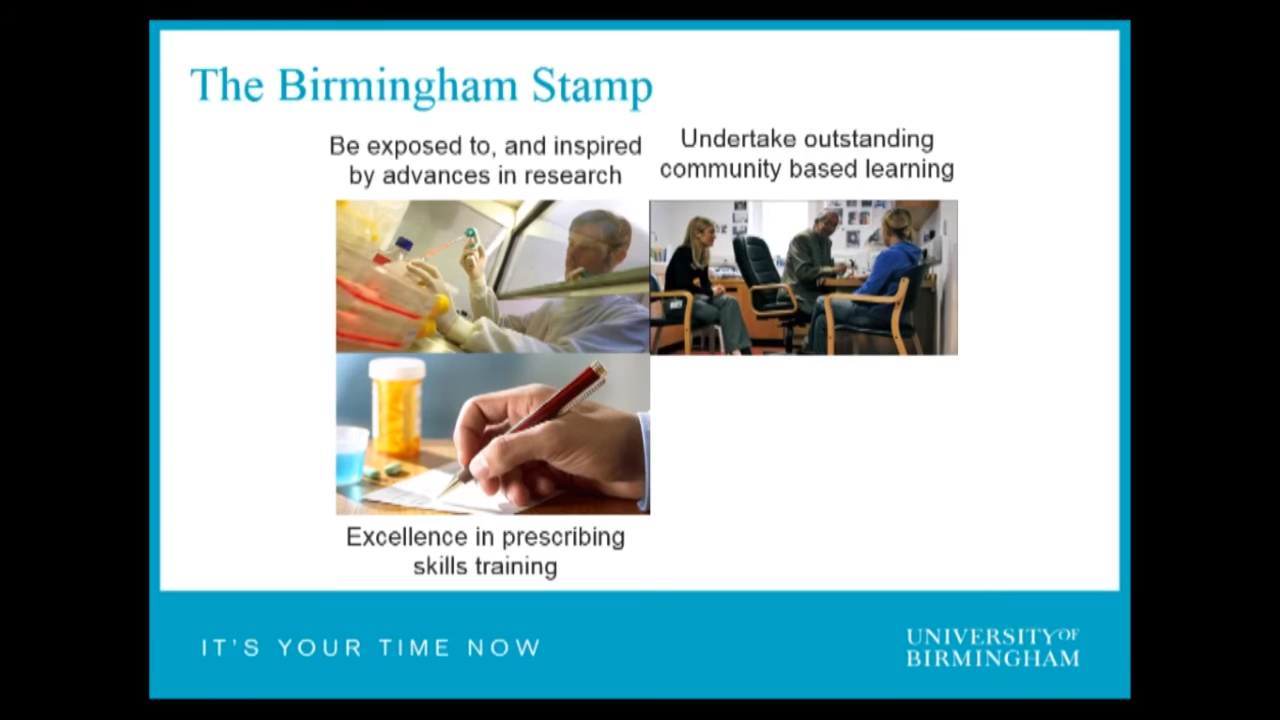 The Birmingham Stamp
Be exposed to, and inspired
by advances in research
Undertake outstanding
community based learning
Excellence in prescribing
skills training
IT'S YOUR TIME NOW
UNIVERSITY OF
BIRMINGHAM